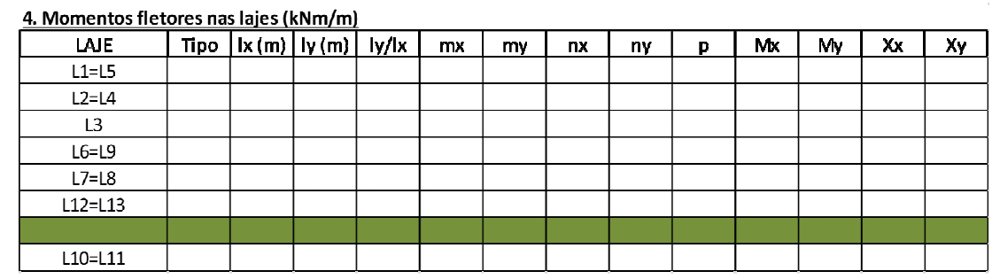 4. Momentos fletores nas lajes (kNm/m)
LAJE Tipo lx (m) ly (m) ly/lx mx my nx ny p Mx My Xx Xy
L1=L5
L2=L4
L3
L6=L9
L7=L8
L12=L13
L10=L11